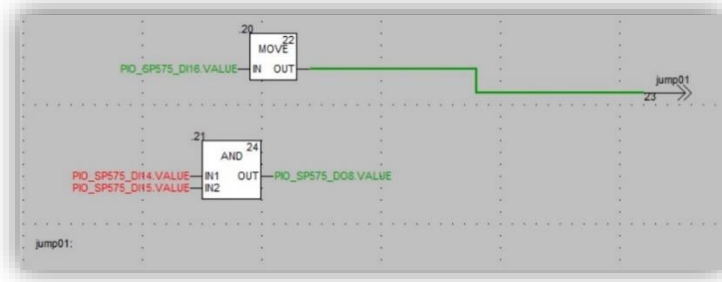 20
22
MOVE
PIO_SP575_DI16.VALUE IN OUT
jump01
23
21
24
AND
PIO_SP575_DI14.VALUE IN1 OUT PIO_SP575_DO8.VALUE
PIO_SP575_DI15.VALUE IN2
jump01: